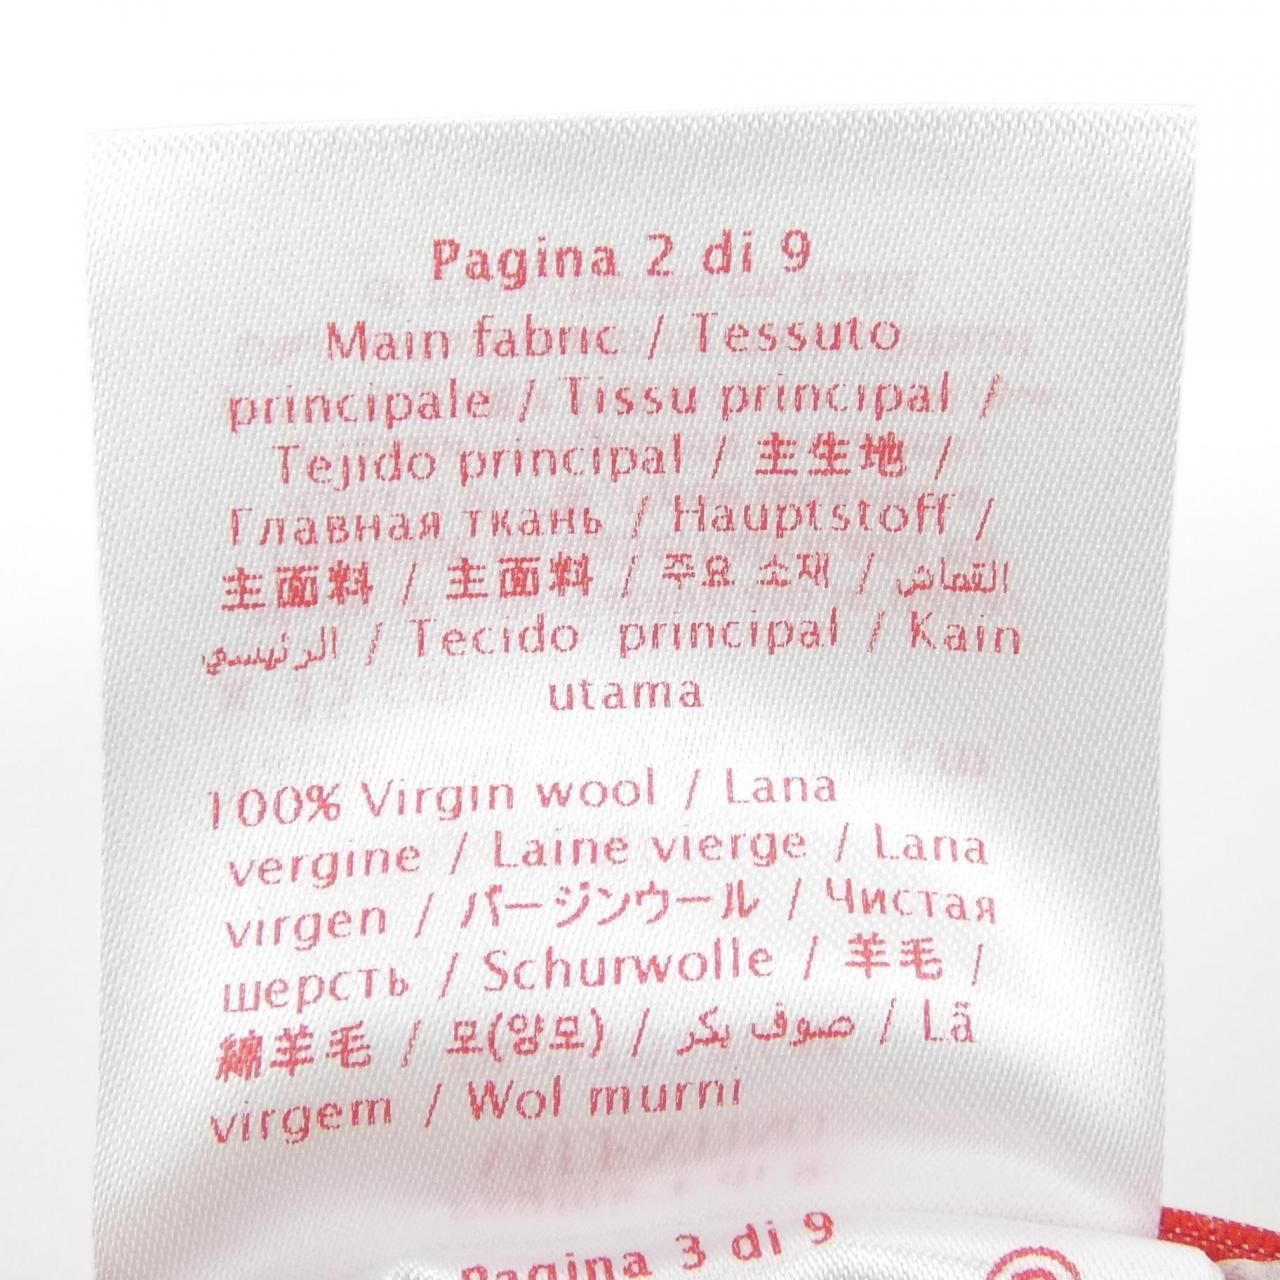 Pagina 2 di 9
Main fabric / Tessuto
principale / Tissu principal /
Tejido principal / 主生地 /
Главная ткань / Hauptstoff /
主面料 / 主面料 / 주요 소재 / القماش
الرئيسي / Tecido principal / Kain
utama
100% Virgin wool / Lana
vergine / Laine vierge / Lana
virgen / バージンウール / Чистая
шерсть / Schurwolle / 羊毛 /
綿羊毛 / 모(양모) / صوف بكر / Lã
virgem / Wol murni
Pagina 3 di 9